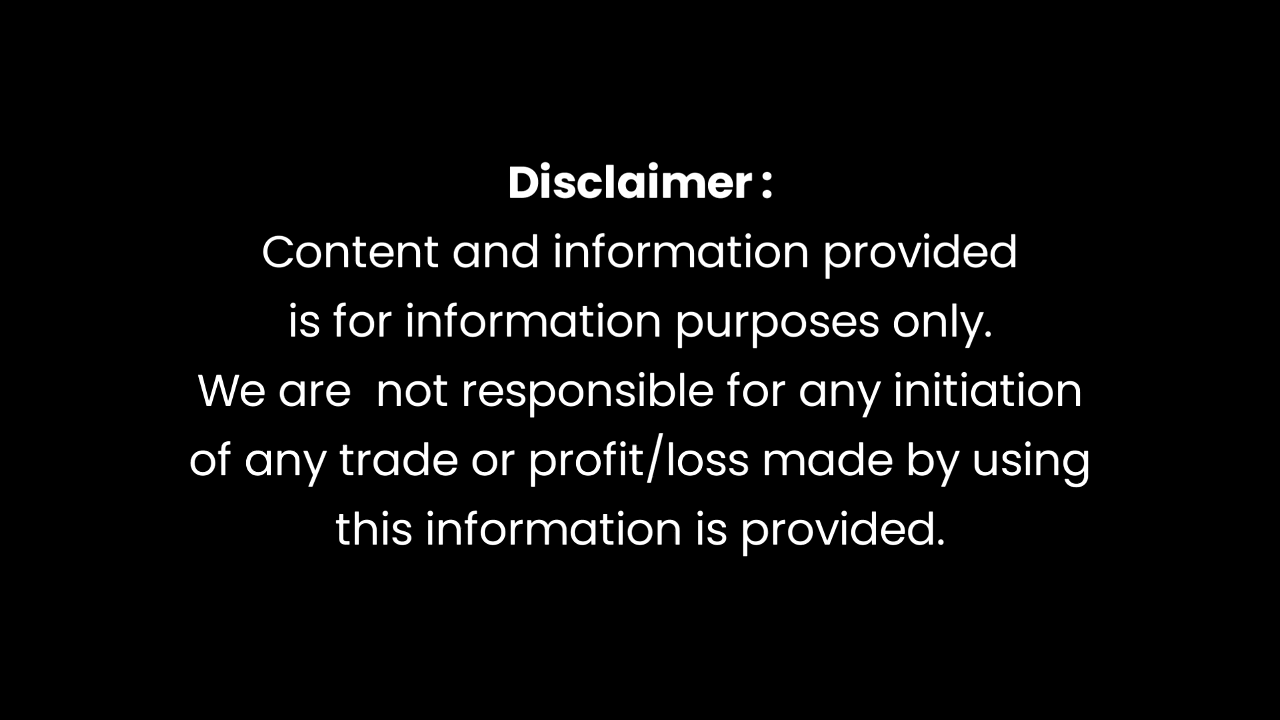 Disclaimer :
Content and information provided
is for information purposes only.
We are  not responsible for any initiation
of any trade or profit/loss made by using
this information is provided.